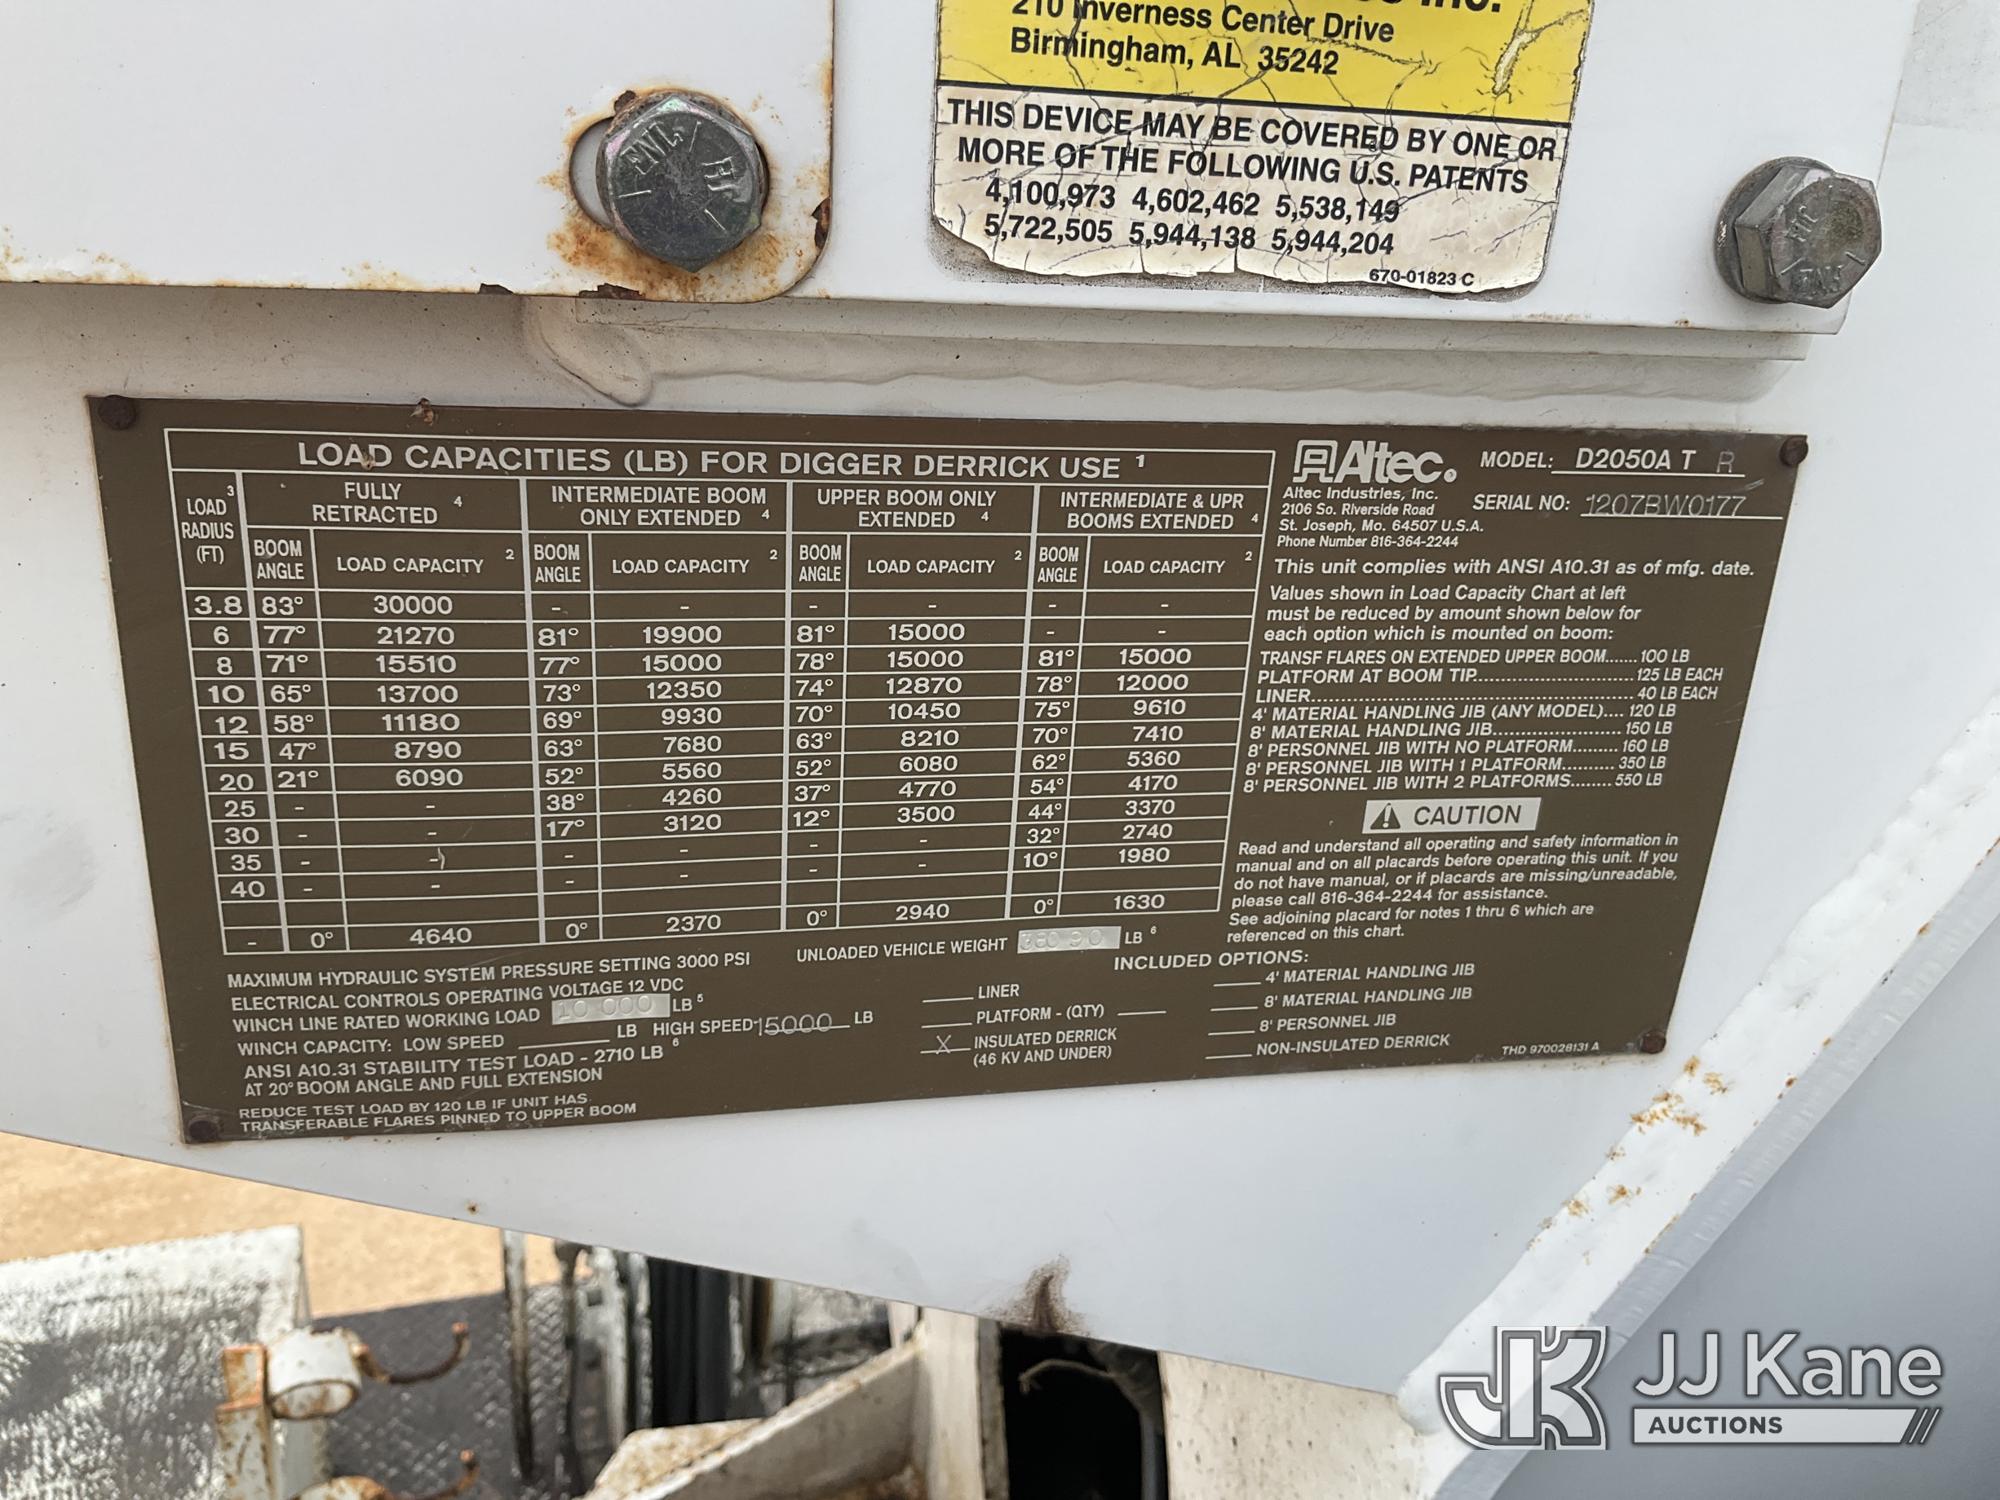 210 Inverness Center Drive
Birmingham, AL 35242
THIS DEVICE MAY BE COVERED BY ONE OR
MORE OF THE FOLLOWING U.S. PATENTS
4,100,973 4,602,462 5,538,149
5,722,505 5,944,138 5,944,204
670-01823 C
LOAD CAPACITIES (LB) FOR DIGGER DERRICK USE 1
LOAD 3 RADIUS (FT) FULLY RETRACTED 4 INTERMEDIATE BOOM ONLY EXTENDED 4 UPPER BOOM ONLY EXTENDED 4 INTERMEDIATE & UPR BOOMS EXTENDED 4
BOOM ANGLE LOAD CAPACITY 2 BOOM ANGLE LOAD CAPACITY 2 BOOM ANGLE LOAD CAPACITY 2 BOOM ANGLE LOAD CAPACITY 2
3.8 83° 30000 - - - - - -
6 77° 21270 81° 19900 81° 15000 - -
8 71° 15510 77° 15000 78° 15000 81° 15000
10 65° 13700 73° 12350 74° 12870 78° 12000
12 58° 11180 69° 9930 70° 10450 75° 9610
15 47° 8790 63° 7680 63° 8210 70° 7410
20 21° 6090 52° 5560 52° 6080 62° 5360
25 - - 38° 4260 37° 4770 54° 4170
30 - - 17° 3120 12° 3500 44° 3370
35 - - - - - - 32° 2740
40 - - - - - - 10° 1980
- 0° 4640 0° 2370 0° 2940 0° 1630
MAXIMUM HYDRAULIC SYSTEM PRESSURE SETTING 3000 PSI
ELECTRICAL CONTROLS OPERATING VOLTAGE 12 VDC
WINCH LINE RATED WORKING LOAD 10 000 LB 5
WINCH CAPACITY: LOW SPEED ____ LB HIGH SPEED 15000 LB
ANSI A10.31 STABILITY TEST LOAD - 2710 LB 6
AT 20° BOOM ANGLE AND FULL EXTENSION
REDUCE TEST LOAD BY 120 LB IF UNIT HAS
TRANSFERABLE FLARES PINNED TO UPPER BOOM
UNLOADED VEHICLE WEIGHT LB 6
INCLUDED OPTIONS:
____ LINER
____ PLATFORM - (QTY) ____
X INSULATED DERRICK
(46 KV AND UNDER)
____ 4' MATERIAL HANDLING JIB
____ 8' MATERIAL HANDLING JIB
____ 8' PERSONNEL JIB
____ NON-INSULATED DERRICK
THD 970028131 A
Altec.
Altec Industries, Inc.
2106 So. Riverside Road
St. Joseph, Mo. 64507 U.S.A.
Phone Number 816-364-2244
MODEL: D2050A T R
SERIAL NO: 1207BW0177
This unit complies with ANSI A10.31 as of mfg. date.
Values shown in Load Capacity Chart at left
must be reduced by amount shown below for
each option which is mounted on boom:
TRANSF FLARES ON EXTENDED UPPER BOOM.......100 LB
PLATFORM AT BOOM TIP............................125 LB EACH
LINER.........................................................40 LB EACH
4' MATERIAL HANDLING JIB (ANY MODEL)....120 LB
8' MATERIAL HANDLING JIB.......................150 LB
8' PERSONNEL JIB WITH NO PLATFORM.........160 LB
8' PERSONNEL JIB WITH 1 PLATFORM..........350 LB
8' PERSONNEL JIB WITH 2 PLATFORMS........550 LB
CAUTION
Read and understand all operating and safety information in
manual and on all placards before operating this unit. If you
do not have manual, or if placards are missing/unreadable,
please call 816-364-2244 for assistance.
See adjoining placard for notes 1 thru 6 which are
referenced on this chart.
JK JJ Kane
AUCTIONS